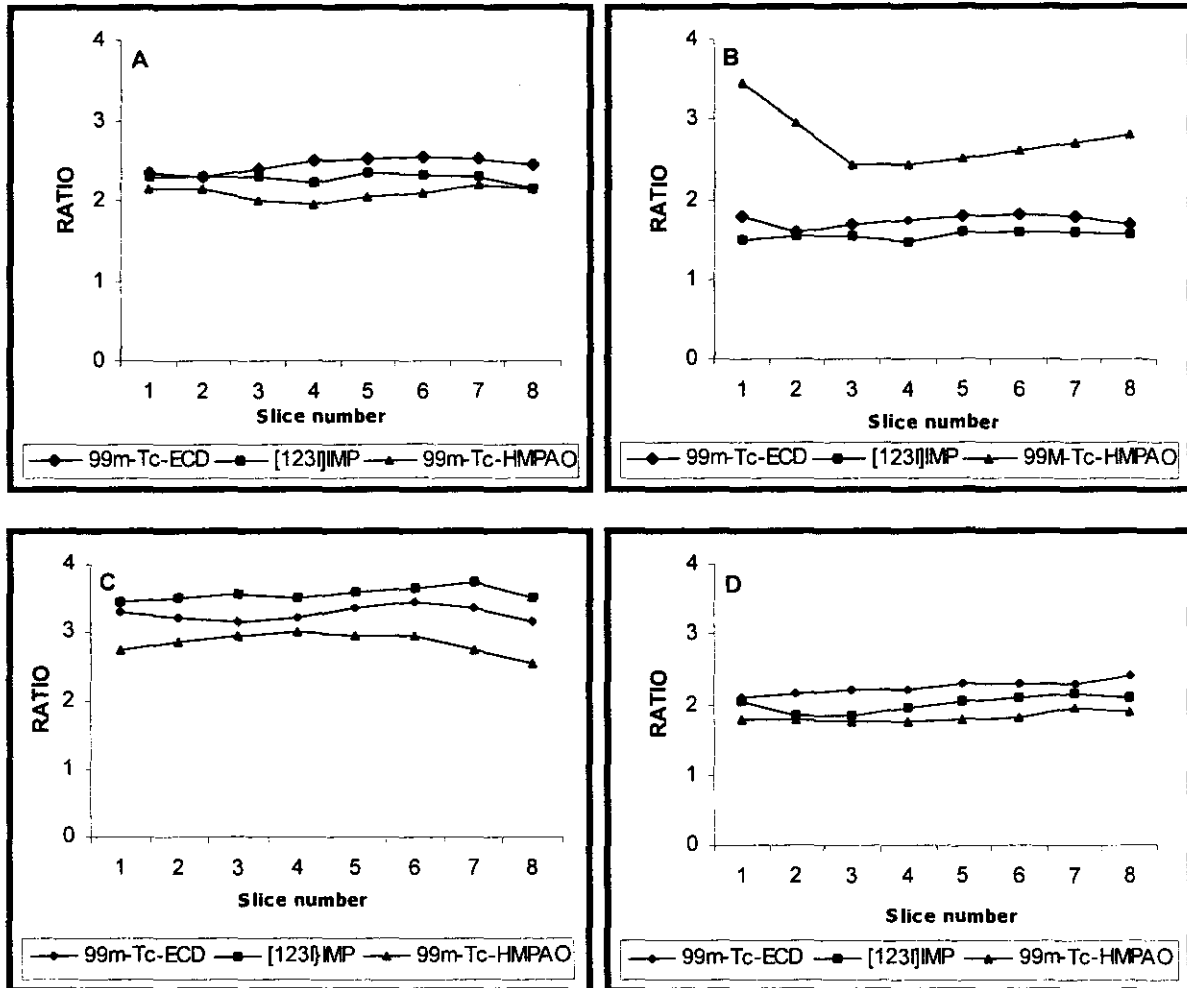 A
4
3
2
1
0
RATIO
1 2 3 4 5 6 7 8
Slice number
99m-Tc-ECD [123I]IMP 99m-Tc-HMPAO
B
4
3
2
1
0
RATIO
1 2 3 4 5 6 7 8
Slice number
99m-Tc-ECD [123I]IMP 99M-Tc-HMPAO
C
4
3
2
1
0
RATIO
1 2 3 4 5 6 7 8
Slice number
99m-Tc-ECD [123I}IMP 99m-Tc-HMPAO
D
4
3
2
1
0
RATIO
1 2 3 4 5 6 7 8
Slice number
99m-Tc-ECD [123I]IMP 99m-Tc-HMPAO